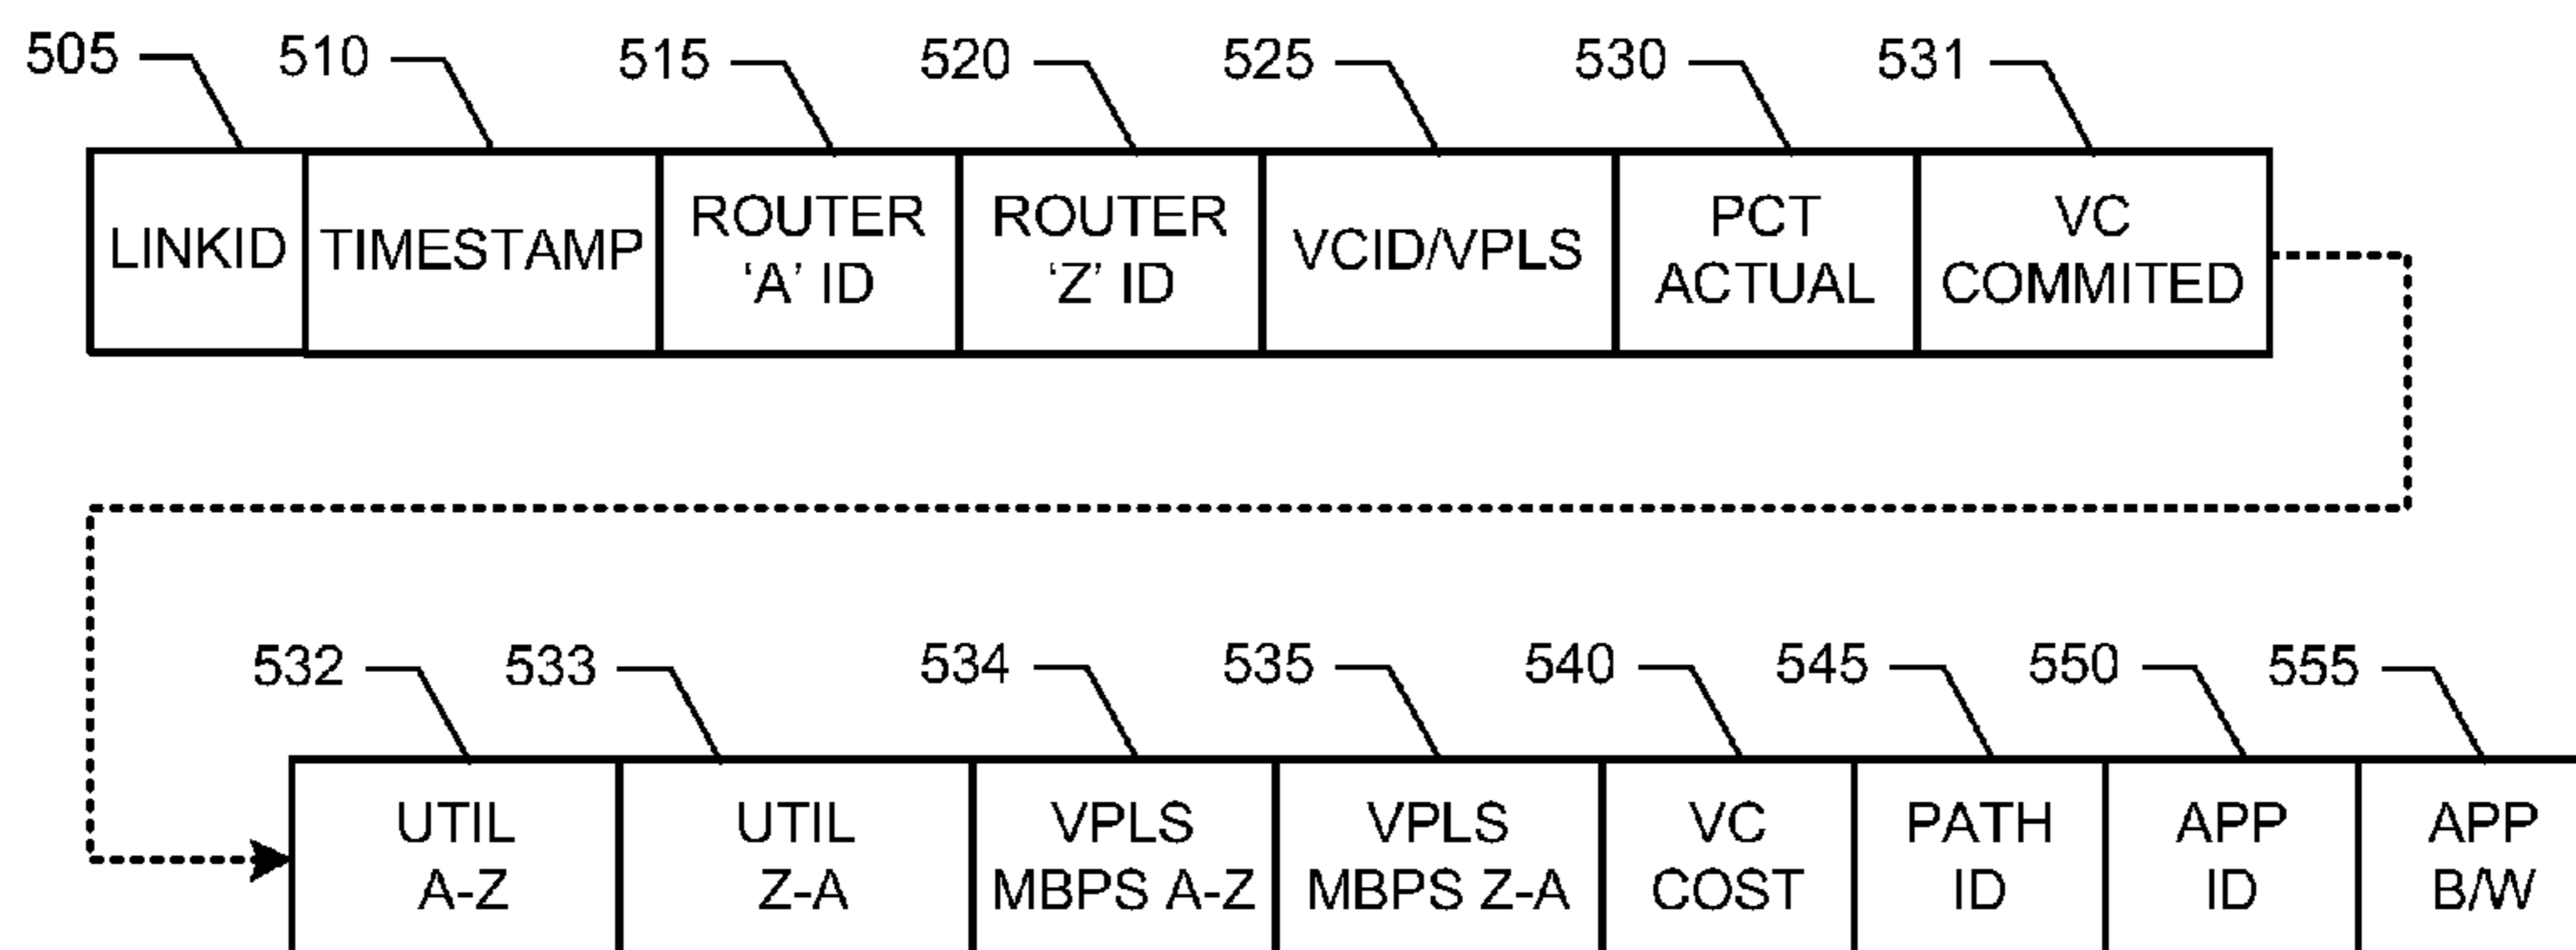 505 510 515 520 525 530 531
LINKID TIMESTAMP ROUTER 'A' ID ROUTER 'Z' ID VCID/VPLS PCT ACTUAL VC COMMITED
532 533 534 535 540 545 550 555
UTIL A-Z UTIL Z-A VPLS MBPS A-Z VPLS MBPS Z-A VC COST PATH ID APP ID APP B/W